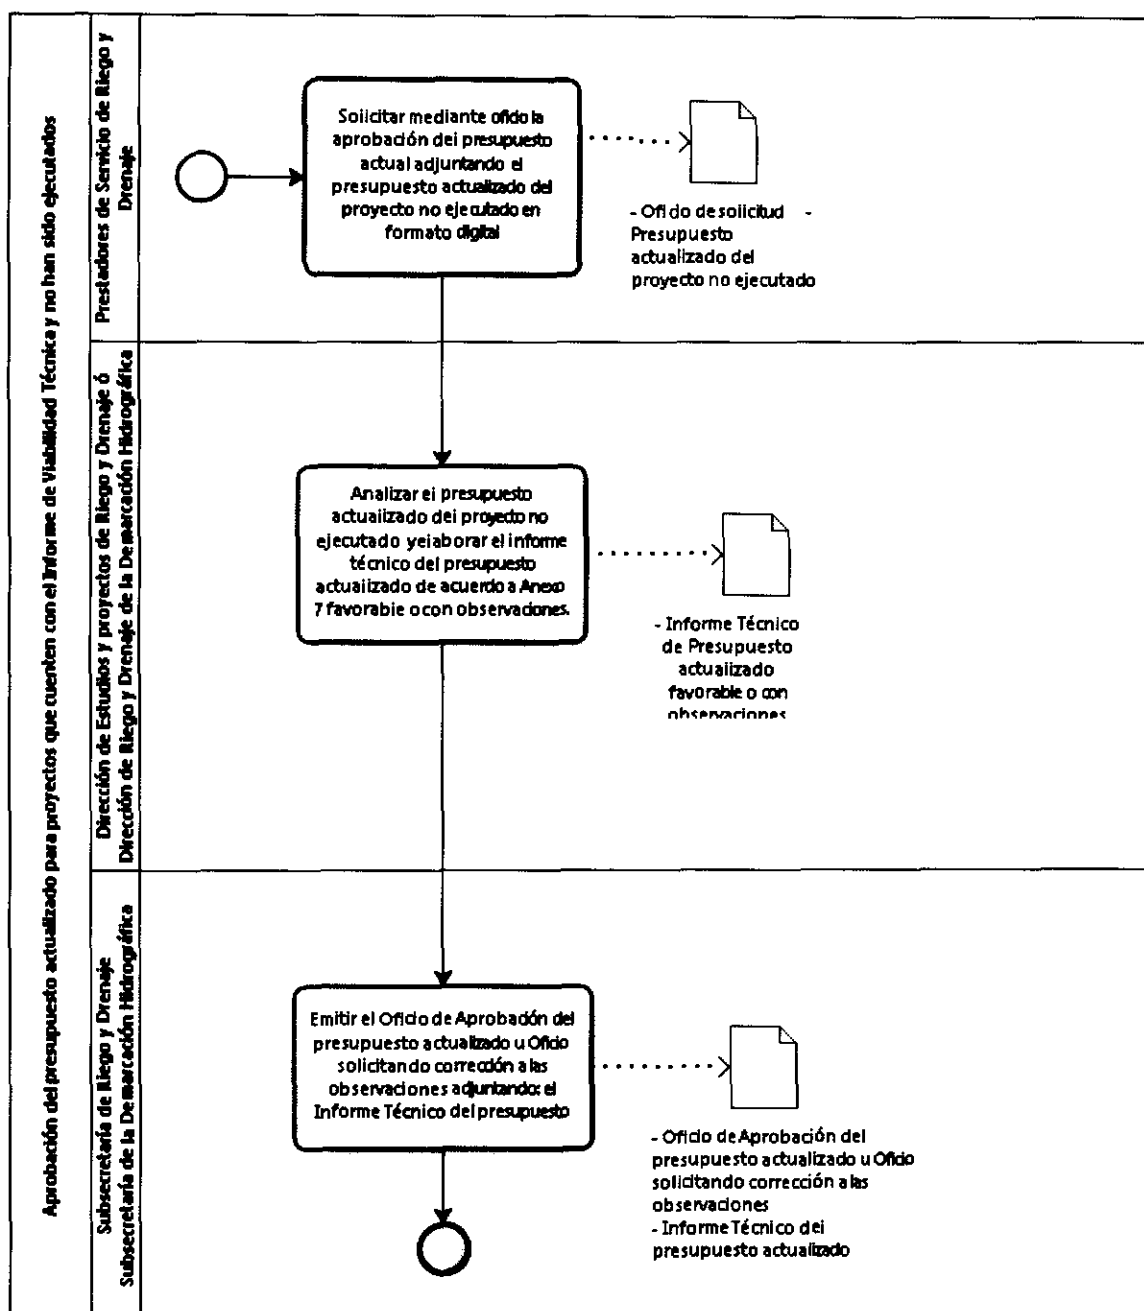 Aprobación del presupuesto actualizado para proyectos que cuenten con el Informe de Viabilidad Técnica y no han sido ejecutados
Prestadores de Servicio de Riego y
Drenaje
Solicitar mediante oficio la
aprobación del presupuesto
actual adjuntando el
presupuesto actualizado del
proyecto no ejecutado en
formato digital
- Oficio de solicitud -
Presupuesto
actualizado del
proyecto no ejecutado
Dirección de Estudios y proyectos de Riego y Drenaje ó
Dirección de Riego y Drenaje de la Demarcación Hidrográfica
Analizar el presupuesto
actualizado del proyecto no
ejecutado y elaborar el informe
técnico del presupuesto
actualizado de acuerdo a Anexo
7 favorable o con observaciones.
- Informe Técnico
de Presupuesto
actualizado
favorable o con
observaciones
Subsecretaría de Riego y Drenaje
Subsecretaría de la Demarcación Hidrográfica
Emitir el Oficio de Aprobación del
presupuesto actualizado u Oficio
solicitando corrección a las
observaciones adjuntando: el
Informe Técnico del presupuesto
- Oficio de Aprobación del
presupuesto actualizado u Oficio
solicitando corrección a las
observaciones
- Informe Técnico del
presupuesto actualizado